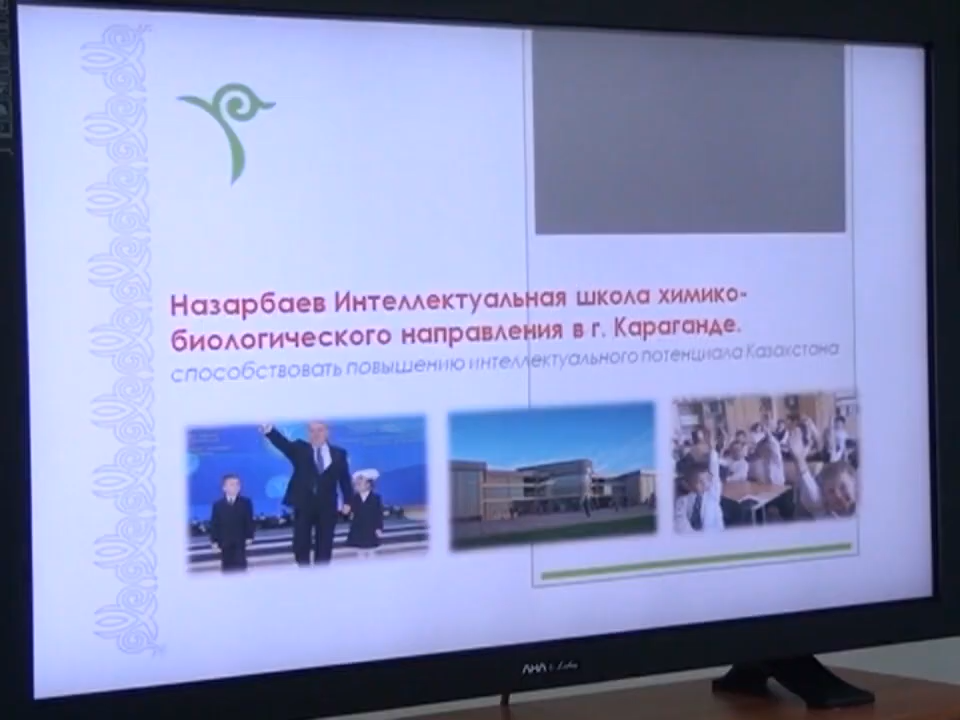 Назарбаев Интеллектуальная школа химико-
биологического направления в г. Караганде.
способствовать повышению интеллектуального потенциала Казахстана